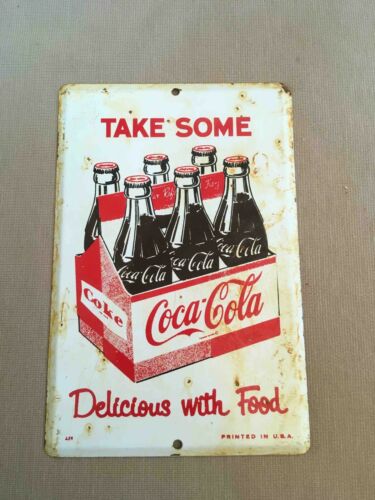 TAKE SOME
Coca-Cola
Coca-Cola
Coca-Cola
Coke
Coca-Cola
Delicious with Food
PRINTED IN U.S.A.